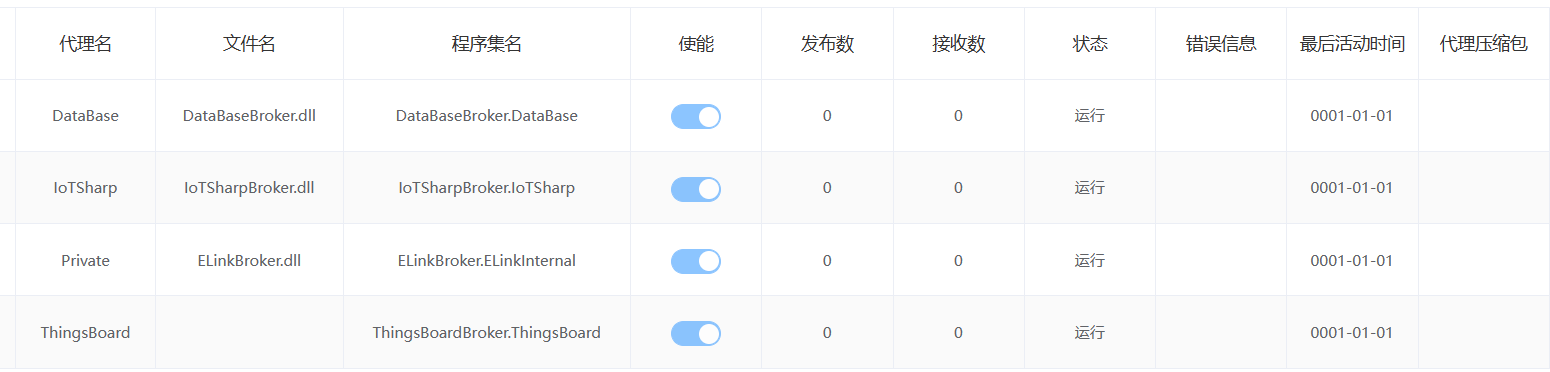 代理名 文件名 程序集名 使能 发布数 接收数 状态 错误信息 最后活动时间 代理压缩包
DataBase DataBaseBroker.dll DataBaseBroker.DataBase 0 0 运行 0001-01-01
IoTSharp IoTSharpBroker.dll IoTSharpBroker.IoTSharp 0 0 运行 0001-01-01
Private ELinkBroker.dll ELinkBroker.ELinkInternal 0 0 运行 0001-01-01
ThingsBoard ThingsBoardBroker.ThingsBoard 0 0 运行 0001-01-01